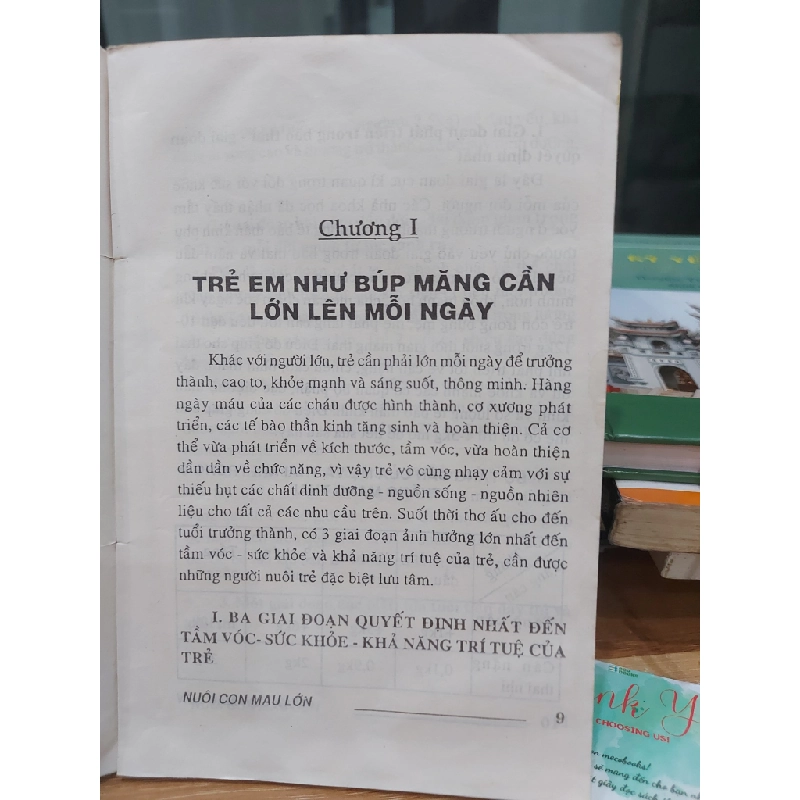 Chương I
TRẺ EM NHƯ BÚP MĂNG CẦN
LỚN LÊN MỖI NGÀY
Khác với người lớn, trẻ cần phải lớn mỗi ngày để trưởng
thành, cao to, khỏe mạnh và sáng suốt, thông minh. Hàng
ngày máu của các cháu được hình thành, cơ xương phát
triển, các tế bào thần kinh tăng sinh và hoàn thiện. Cả cơ
thể vừa phát triển về kích thước, tầm vóc, vừa hoàn thiện
dần dần về chức năng, vì vậy trẻ vô cùng nhạy cảm với sự
thiếu hụt các chất dinh dưỡng - nguồn sống - nguồn nhiên
liệu cho tất cả các nhu cầu trên. Suốt thời thơ ấu cho đến
tuổi trưởng thành, có 3 giai đoạn ảnh hưởng lớn nhất đến
tầm vóc - sức khỏe và khả năng trí tuệ của trẻ, cần được
những người nuôi trẻ đặc biệt lưu tâm.
I. BA GIAI ĐOẠN QUYẾT ĐỊNH NHẤT ĐẾN
TẦM VÓC- SỨC KHỎE - KHẢ NĂNG TRÍ TUỆ CỦA
TRẺ
NUÔI CON MAU LỚN
9
CHOOSING US!